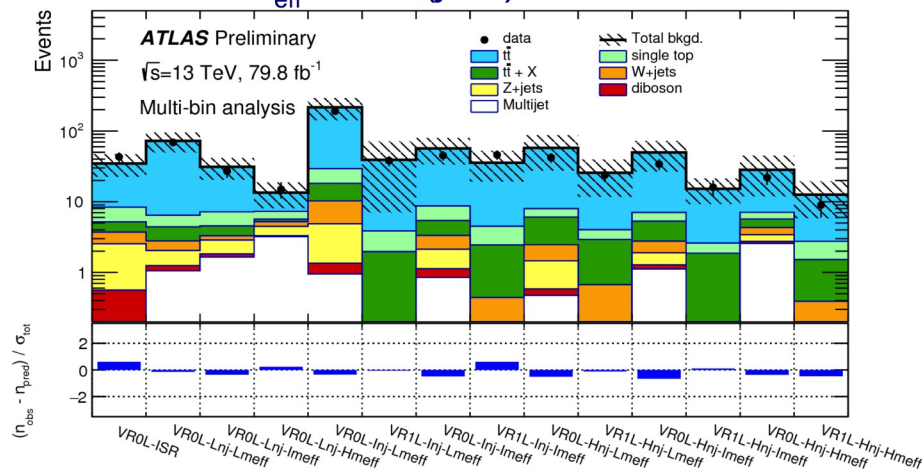 eff
Events
10³
10²
10
1
ATLAS Preliminary
√s=13 TeV, 79.8 fb⁻¹
Multi-bin analysis
data
tt̄
tt̄ + X
Z+jets
Multijet
Total bkgd.
single top
W+jets
diboson
(n_obs - n_pred) / σ_tot
2
0
−2
VR0L-ISR
VR0L-Lnj-Lmeff
VR0L-Lnj-Imeff
VR0L-Lnj-Hmeff
VR0L-Inj-Lmeff
VR1L-Inj-Lmeff
VR0L-Inj-Imeff
VR1L-Inj-Imeff
VR0L-Hnj-Lmeff
VR1L-Hnj-Lmeff
VR0L-Hnj-Imeff
VR1L-Hnj-Imeff
VR0L-Hnj-Hmeff
VR1L-Hnj-Hmeff